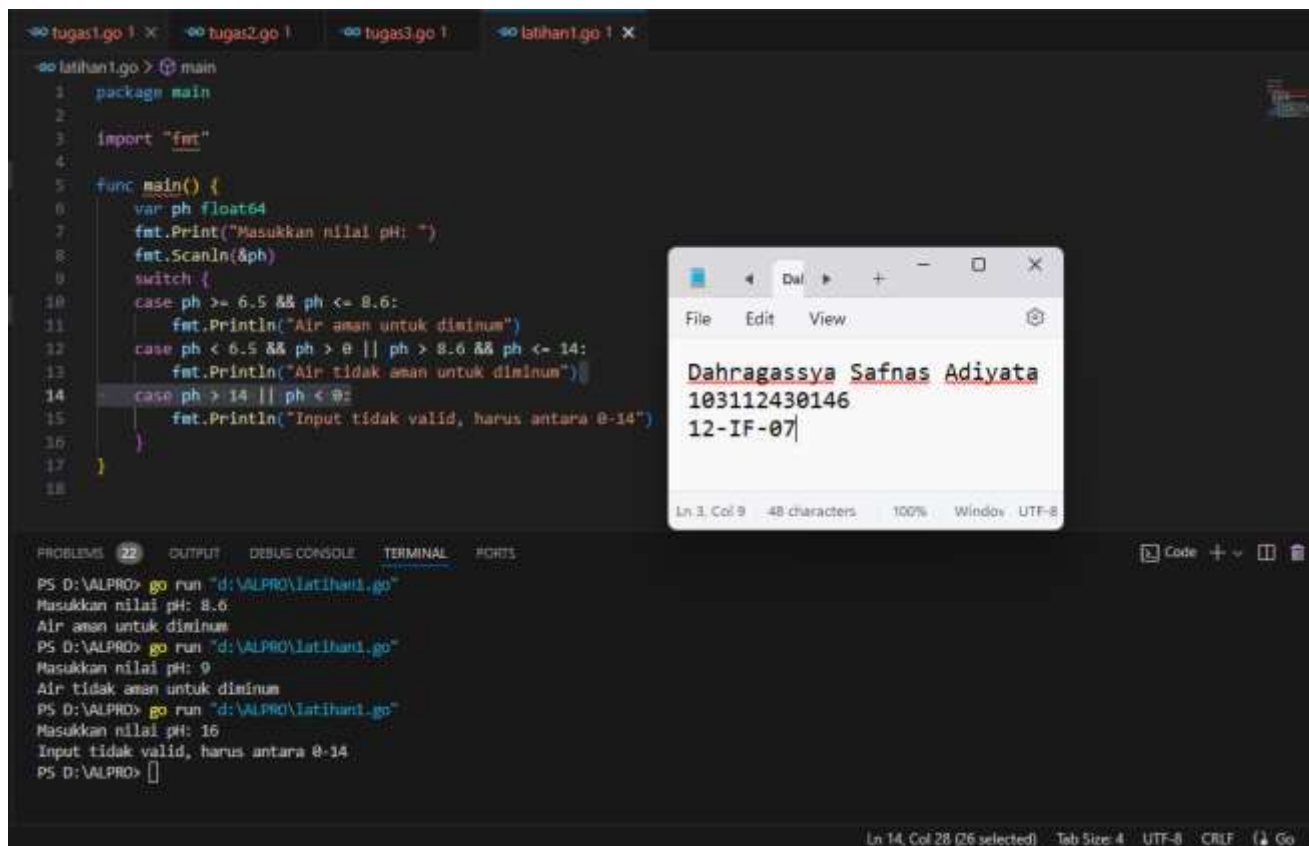 tugas1.go 1 tugas2.go 1 tugas3.go 1 latihan1.go 1
latihan1.go > main
1 package main
2
3 import "fmt"
4
5 func main() {
6 var ph float64
7 fmt.Print("Masukkan nilai pH: ")
8 fmt.Scanln(&ph)
9 switch {
10 case ph >= 6.5 && ph <= 8.6:
11 fmt.Println("Air aman untuk diminum")
12 case ph < 6.5 && ph > 0 || ph > 8.6 && ph <= 14:
13 fmt.Println("Air tidak aman untuk diminum")
14 case ph > 14 || ph < 0:
15 fmt.Println("Input tidak valid, harus antara 0-14")
16 }
17 }
18
Dal
File Edit View
Dahragassya Safnas Adiyata
103112430146
12-IF-07
Ln 3, Col 9 48 characters 100% Window UTF-8
PROBLEMS 22 OUTPUT DEBUG CONSOLE TERMINAL PORTS
Code
PS D:\ALPRO> go run "d:\ALPRO\latihan1.go"
Masukkan nilai pH: 8.6
Air aman untuk diminum
PS D:\ALPRO> go run "d:\ALPRO\latihan1.go"
Masukkan nilai pH: 9
Air tidak aman untuk diminum
PS D:\ALPRO> go run "d:\ALPRO\latihan1.go"
Masukkan nilai pH: 16
Input tidak valid, harus antara 0-14
PS D:\ALPRO>
Ln 14, Col 28 (26 selected) Tab Size: 4 UTF-8 CRLF Go